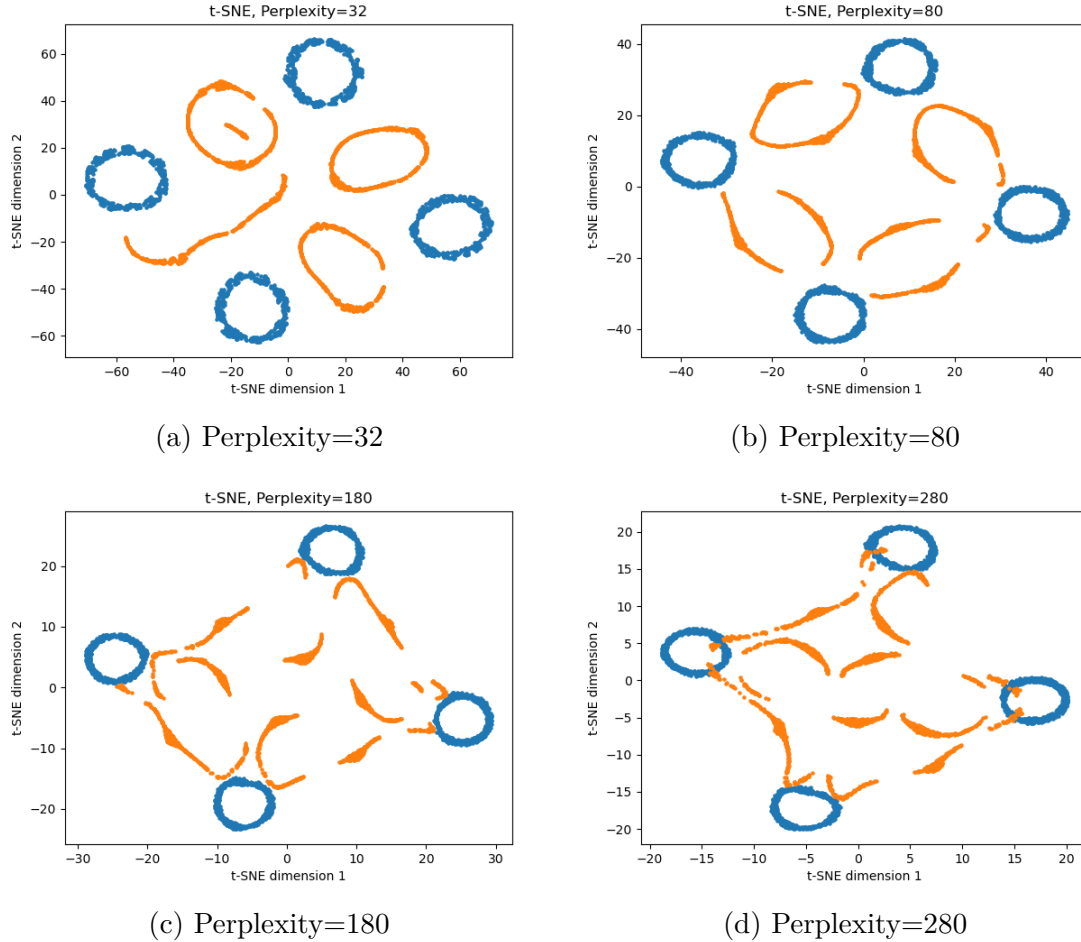 t-SNE, Perplexity=32
60
40
20
0
−20
−40
−60
t-SNE dimension 2
−60 −40 −20 0 20 40 60
t-SNE dimension 1
(a) Perplexity=32
t-SNE, Perplexity=80
40
20
0
−20
−40
t-SNE dimension 2
−40 −20 0 20 40
t-SNE dimension 1
(b) Perplexity=80
t-SNE, Perplexity=180
20
10
0
−10
−20
t-SNE dimension 2
−30 −20 −10 0 10 20 30
t-SNE dimension 1
(c) Perplexity=180
t-SNE, Perplexity=280
20
15
10
5
0
−5
−10
−15
−20
t-SNE dimension 2
−20 −15 −10 −5 0 5 10 15 20
t-SNE dimension 1
(d) Perplexity=280